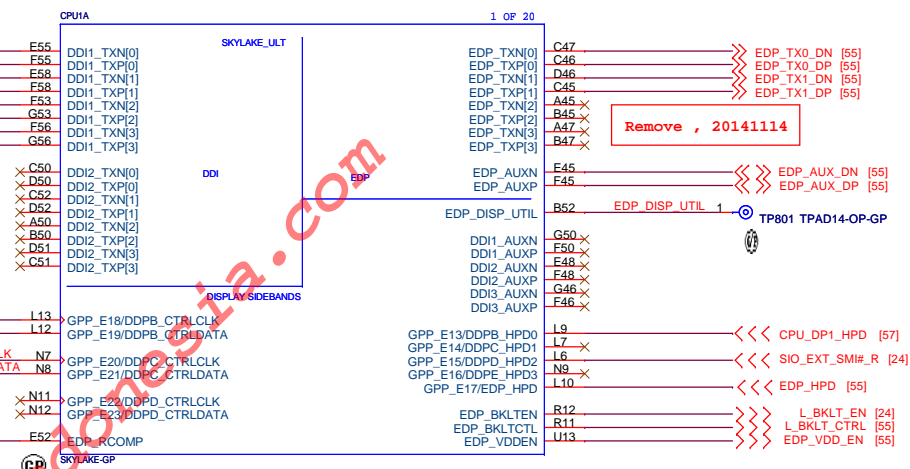 CPU1A 1 OF 20
SKYLAKE_ULT
E55 DDI1_TXN[0] EDP_TXN[0] C47 EDP_TX0_DN [55]
F55 DDI1_TXP[0] EDP_TXP[0] C46 EDP_TX0_DP [55]
E58 DDI1_TXN[1] EDP_TXN[1] D46 EDP_TX1_DN [55]
F58 DDI1_TXP[1] EDP_TXP[1] C45 EDP_TX1_DP [55]
F53 DDI1_TXN[2] EDP_TXN[2] A45
G53 DDI1_TXP[2] EDP_TXP[2] B45
F56 DDI1_TXN[3] EDP_TXN[3] A47
G56 DDI1_TXP[3] EDP_TXP[3] B47
Remove , 20141114
C50 DDI2_TXN[0] DDI EDP EDP_AUXN E45 EDP_AUX_DN [55]
D50 DDI2_TXP[0] EDP_AUXP F45 EDP_AUX_DP [55]
C52 DDI2_TXN[1]
D52 DDI2_TXP[1] EDP_DISP_UTIL B52 EDP_DISP_UTIL 1 TP801 TPAD14-OP-GP
A50 DDI2_TXN[2]
B50 DDI2_TXP[2] DDI1_AUXN G50
D51 DDI2_TXN[3] DDI1_AUXP F50
C51 DDI2_TXP[3] DDI2_AUXN E48
DDI2_AUXP F48
DDI3_AUXN G46
DISPLAY SIDEBANDS DDI3_AUXP F46
L13 GPP_E18/DDPB_CTRLCLK
L12 GPP_E19/DDPB_CTRLDATA GPP_E13/DDPB_HPD0 L9 CPU_DP1_HPD [57]
GPP_E14/DDPC_HPD1 L7
LK N7 GPP_E20/DDPC_CTRLCLK GPP_E15/DDPD_HPD2 L6 SIO_EXT_SMI#_R [24]
ATA N8 GPP_E21/DDPC_CTRLDATA GPP_E16/DDPE_HPD3 N9
GPP_E17/EDP_HPD L10 EDP_HPD [55]
N11 GPP_E22/DDPD_CTRLCLK
N12 GPP_E23/DDPD_CTRLDATA EDP_BKLTEN R12 L_BKLT_EN [24]
EDP_BKLTCTL R11 L_BKLT_CTRL [55]
E52 EDP_RCOMP EDP_VDDEN U13 EDP_VDD_EN [55]
GP SKYLAKE-GP
donesia.com